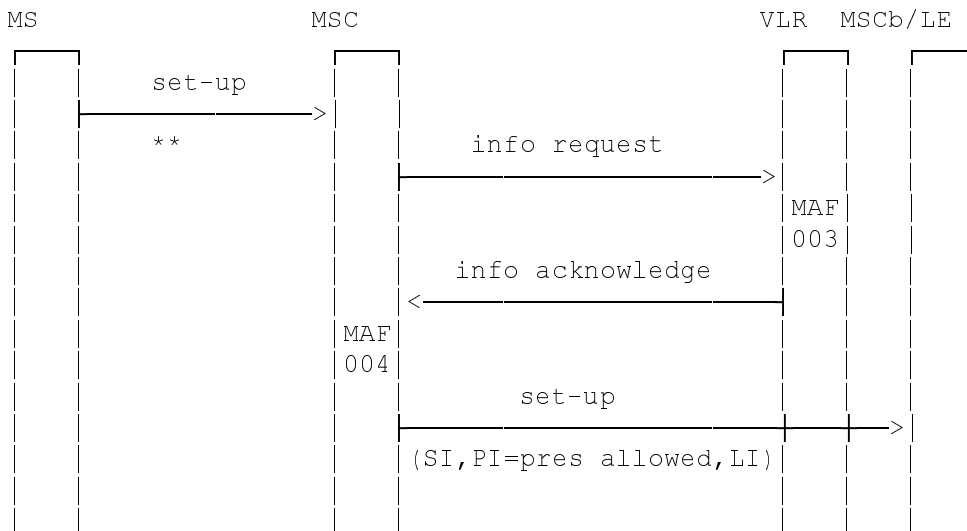 MS MSC VLR MSCb/LE
set-up
**
info request
MAF
003
info acknowledge
MAF
004
set-up
(SI,PI=pres allowed,LI)